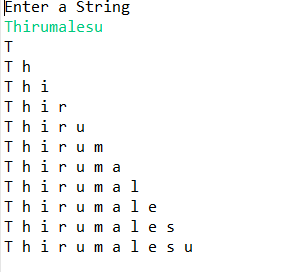 Enter a String
Thirumalesu
T
T h
T h i
T h i r
T h i r u
T h i r u m
T h i r u m a
T h i r u m a l
T h i r u m a l e
T h i r u m a l e s
T h i r u m a l e s u